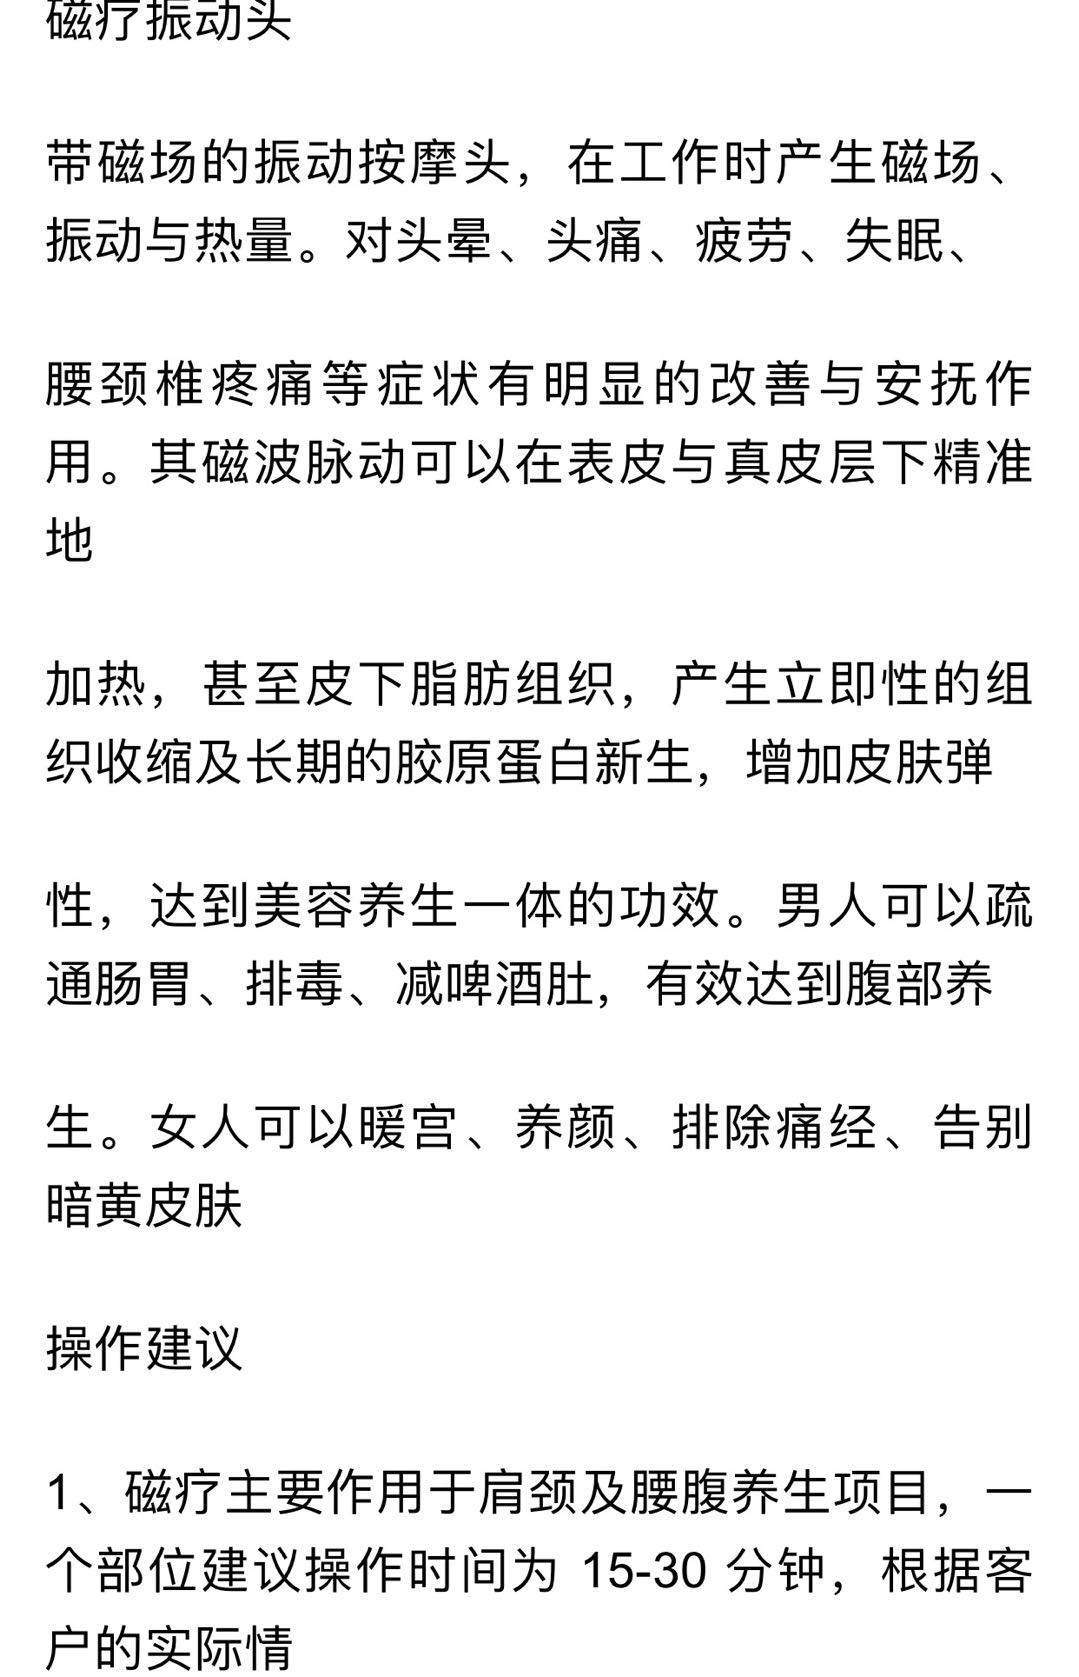 磁疗振动头
带磁场的振动按摩头，在工作时产生磁场、
振动与热量。对头晕、头痛、疲劳、失眠、
腰颈椎疼痛等症状有明显的改善与安抚作
用。其磁波脉动可以在表皮与真皮层下精准
地
加热，甚至皮下脂肪组织，产生立即性的组
织收缩及长期的胶原蛋白新生，增加皮肤弹
性，达到美容养生一体的功效。男人可以疏
通肠胃、排毒、减啤酒肚，有效达到腹部养
生。女人可以暖宫、养颜、排除痛经、告别
暗黄皮肤
操作建议
1、磁疗主要作用于肩颈及腰腹养生项目，一
个部位建议操作时间为 15-30 分钟，根据客
户的实际情